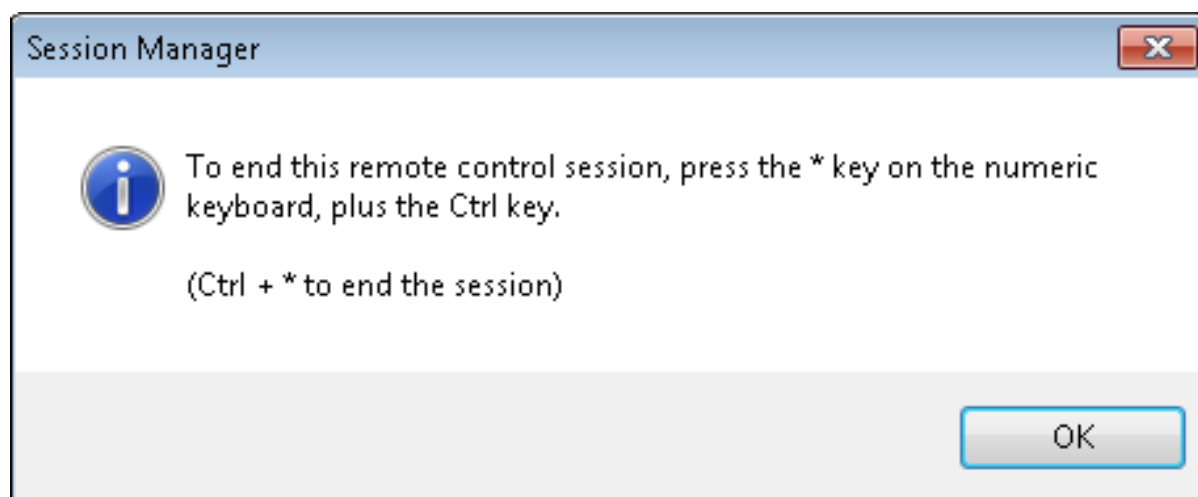 Session Manager
To end this remote control session, press the * key on the numeric
keyboard, plus the Ctrl key.
(Ctrl + * to end the session)
OK